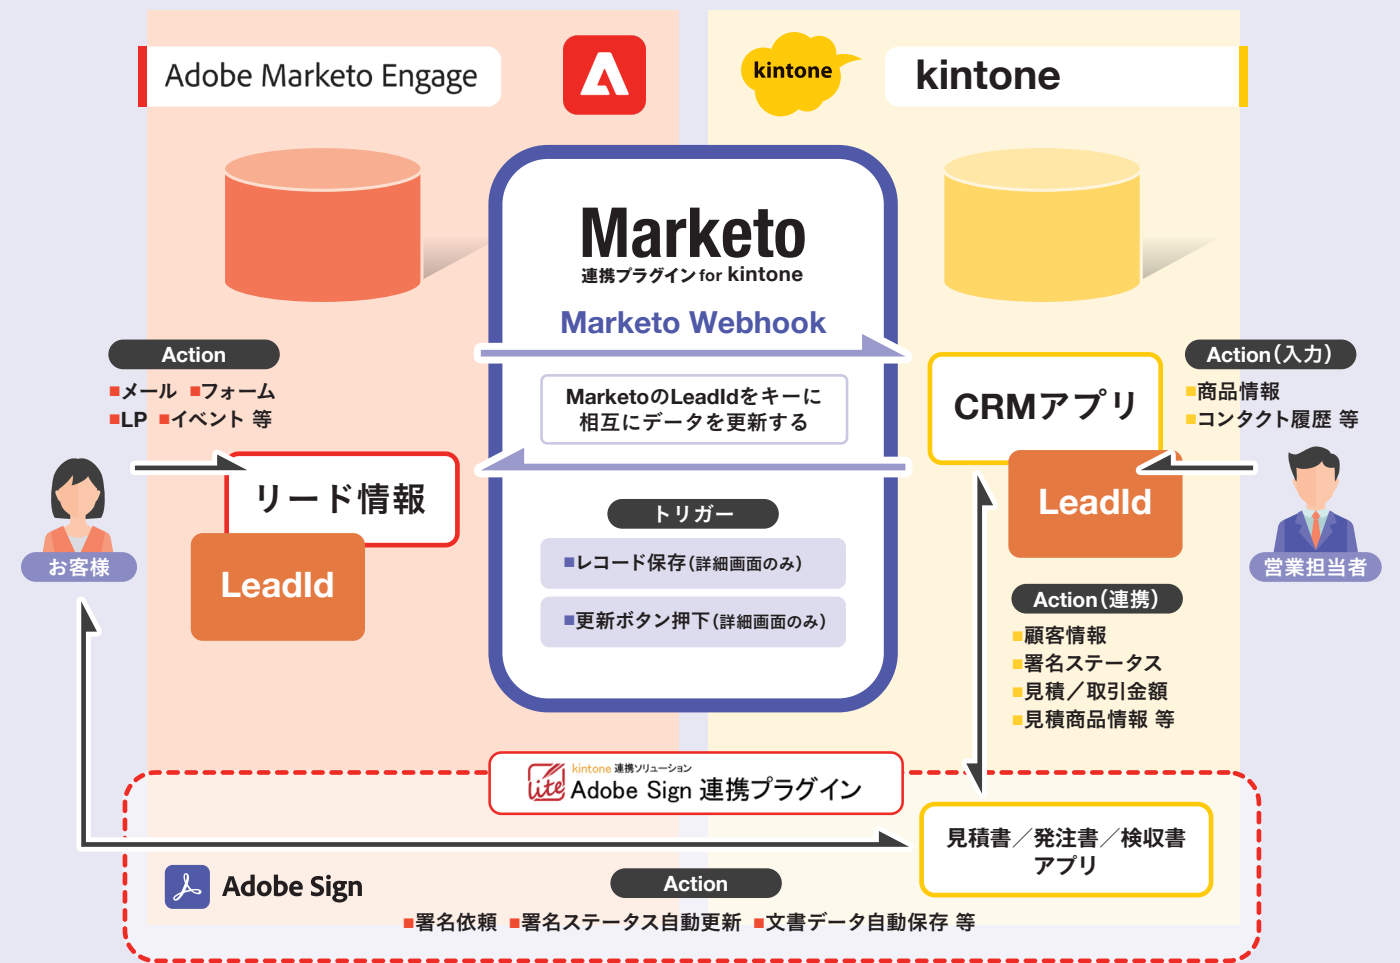 Adobe Marketo Engage
kintone
kintone
Marketo
連携プラグイン for kintone
Marketo Webhook
MarketoのLeadIdをキーに
相互にデータを更新する
トリガー
■レコード保存(詳細画面のみ)
■更新ボタン押下(詳細画面のみ)
Action
■メール ■フォーム
■LP ■イベント 等
リード情報
LeadId
お客様
CRMアプリ
LeadId
Action(入力)
■商品情報
■コンタクト履歴 等
営業担当者
Action(連携)
■顧客情報
■署名ステータス
■見積／取引金額
■見積商品情報 等
lite
kintone 連携ソリューション
Adobe Sign 連携プラグイン
見積書／発注書／検収書
アプリ
Adobe Sign
Action
■署名依頼 ■署名ステータス自動更新 ■文書データ自動保存 等